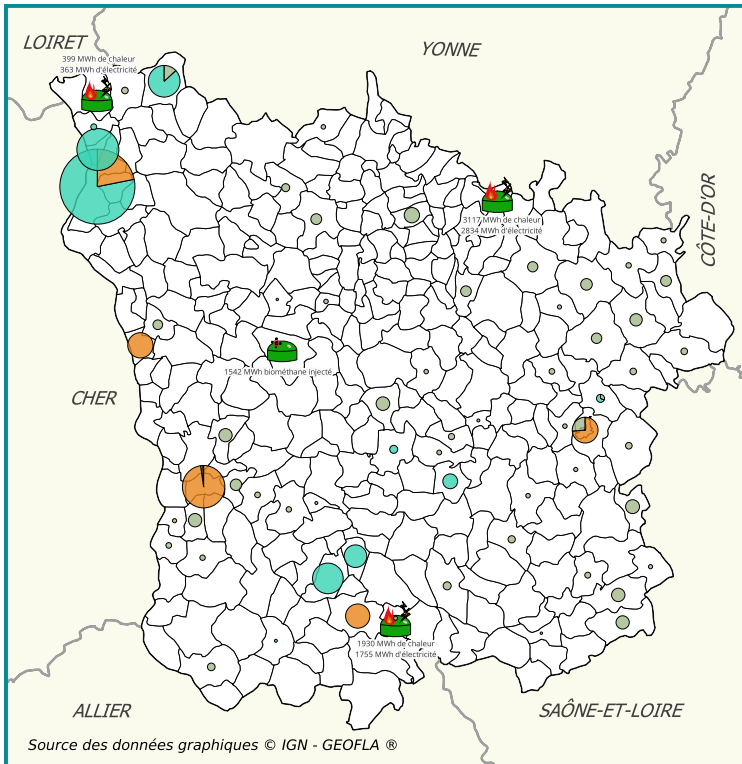 LOIRET
YONNE
399 MWh de chaleur
363 MWh d'électricité
CÔTE-D'OR
3117 MWh de chaleur
2834 MWh d'électricité
1542 MWh biométhane injecté
CHER
1930 MWh de chaleur
1755 MWh d'électricité
ALLIER
SAÔNE-ET-LOIRE
Source des données graphiques © IGN - GEOFLA ®